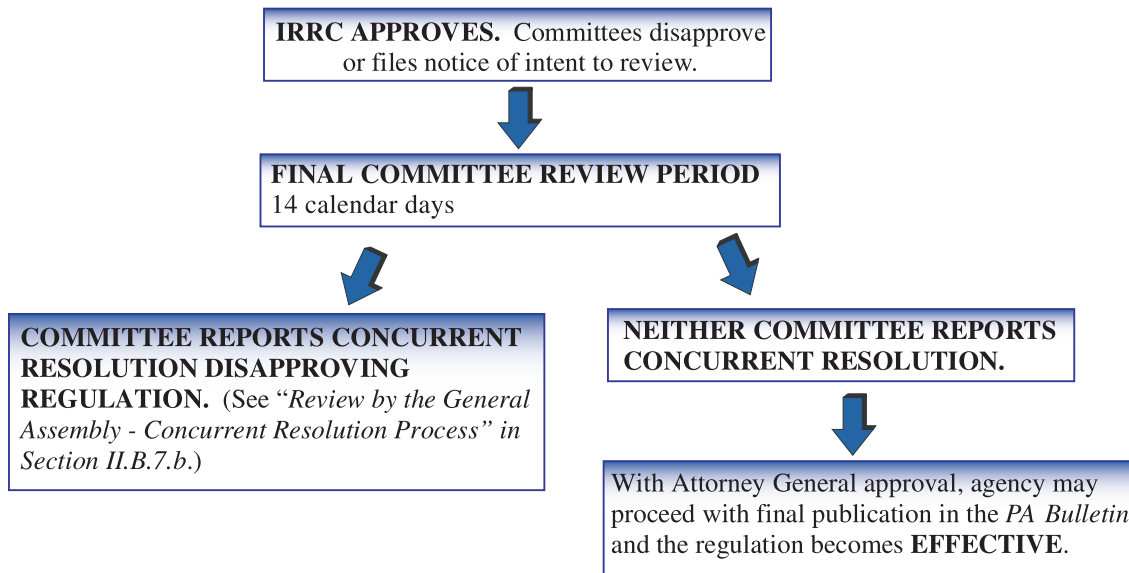 IRRC APPROVES. Committees disapprove
or files notice of intent to review.
FINAL COMMITTEE REVIEW PERIOD
14 calendar days
COMMITTEE REPORTS CONCURRENT
RESOLUTION DISAPPROVING
REGULATION. (See “Review by the General
Assembly - Concurrent Resolution Process” in
Section II.B.7.b.)
NEITHER COMMITTEE REPORTS
CONCURRENT RESOLUTION.
With Attorney General approval, agency may
proceed with final publication in the PA Bulletin
and the regulation becomes EFFECTIVE.